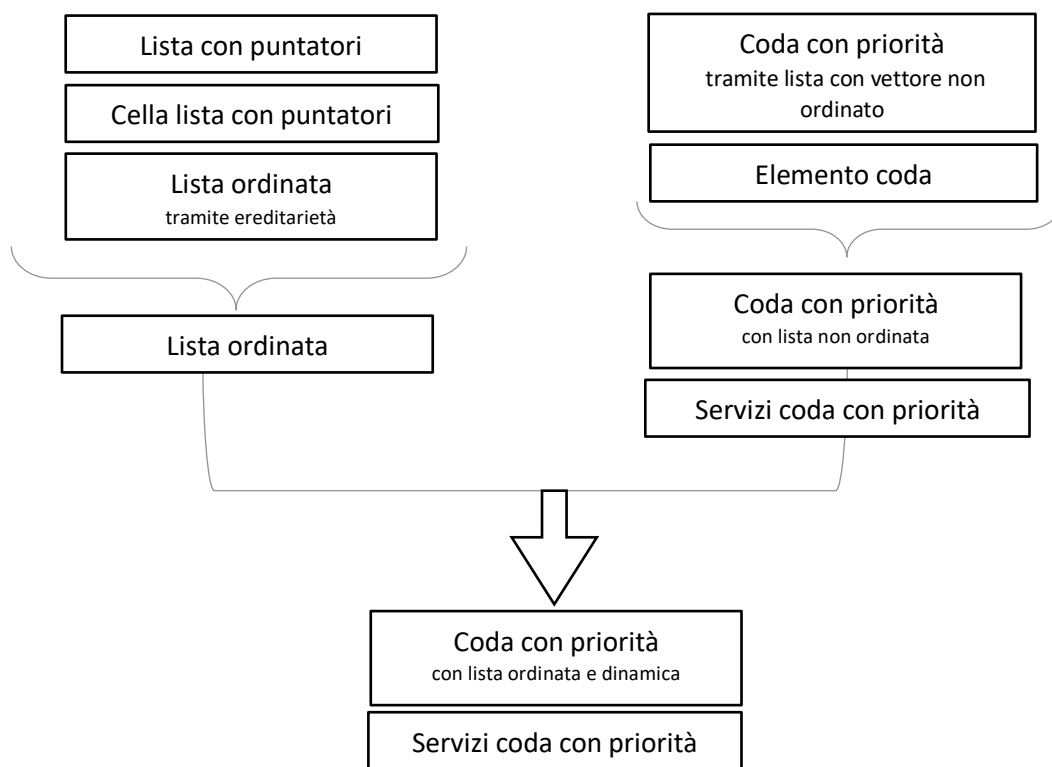 Lista con puntatori
Cella lista con puntatori
Lista ordinata
tramite ereditarietà
Lista ordinata
Coda con priorità
tramite lista con vettore non
ordinato
Elemento coda
Coda con priorità
con lista non ordinata
Servizi coda con priorità
Coda con priorità
con lista ordinata e dinamica
Servizi coda con priorità